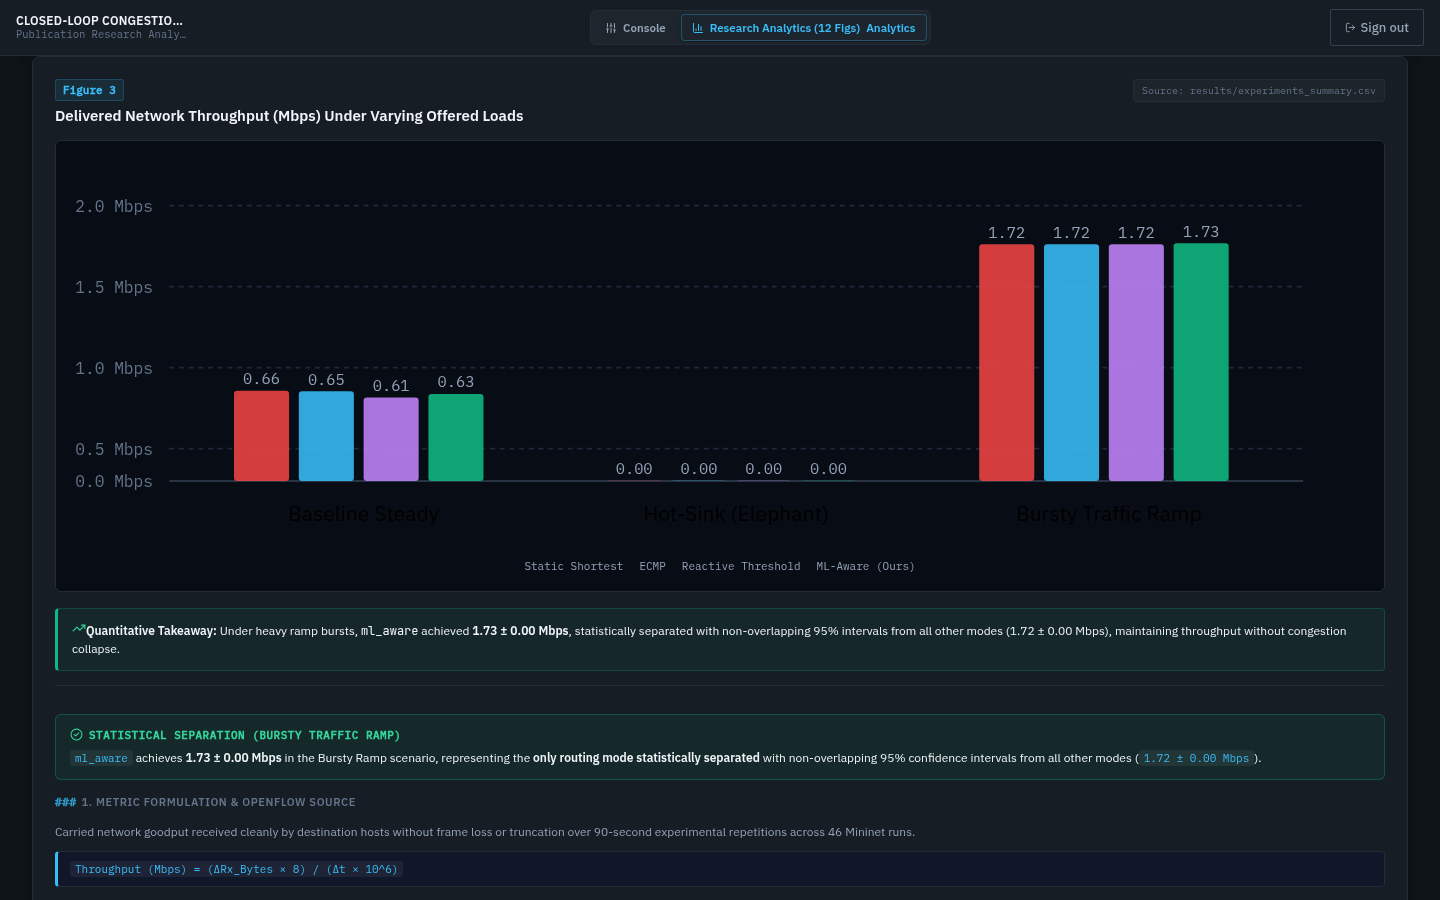 CLOSED-LOOP CONGESTIO...
Publication Research Analy...
Console
Research Analytics (12 Figs) Analytics
Sign out
Figure 3
Source: results/experiments_summary.csv
Delivered Network Throughput (Mbps) Under Varying Offered Loads
2.0 Mbps
1.5 Mbps
1.0 Mbps
0.5 Mbps
0.0 Mbps
0.66 0.65 0.61 0.63
0.00 0.00 0.00 0.00
1.72 1.72 1.72 1.73
Baseline Steady
Hot-Sink (Elephant)
Bursty Traffic Ramp
Static Shortest ECMP Reactive Threshold ML-Aware (Ours)
Quantitative Takeaway: Under heavy ramp bursts, ml_aware achieved 1.73 ± 0.00 Mbps, statistically separated with non-overlapping 95% intervals from all other modes (1.72 ± 0.00 Mbps), maintaining throughput without congestion
collapse.
STATISTICAL SEPARATION (BURSTY TRAFFIC RAMP)
ml_aware achieves 1.73 ± 0.00 Mbps in the Bursty Ramp scenario, representing the only routing mode statistically separated with non-overlapping 95% confidence intervals from all other modes ( 1.72 ± 0.00 Mbps ).
### 1. METRIC FORMULATION & OPENFLOW SOURCE
Carried network goodput received cleanly by destination hosts without frame loss or truncation over 90-second experimental repetitions across 46 Mininet runs.
Throughput (Mbps) = (ΔRx_Bytes × 8) / (Δt × 10^6)